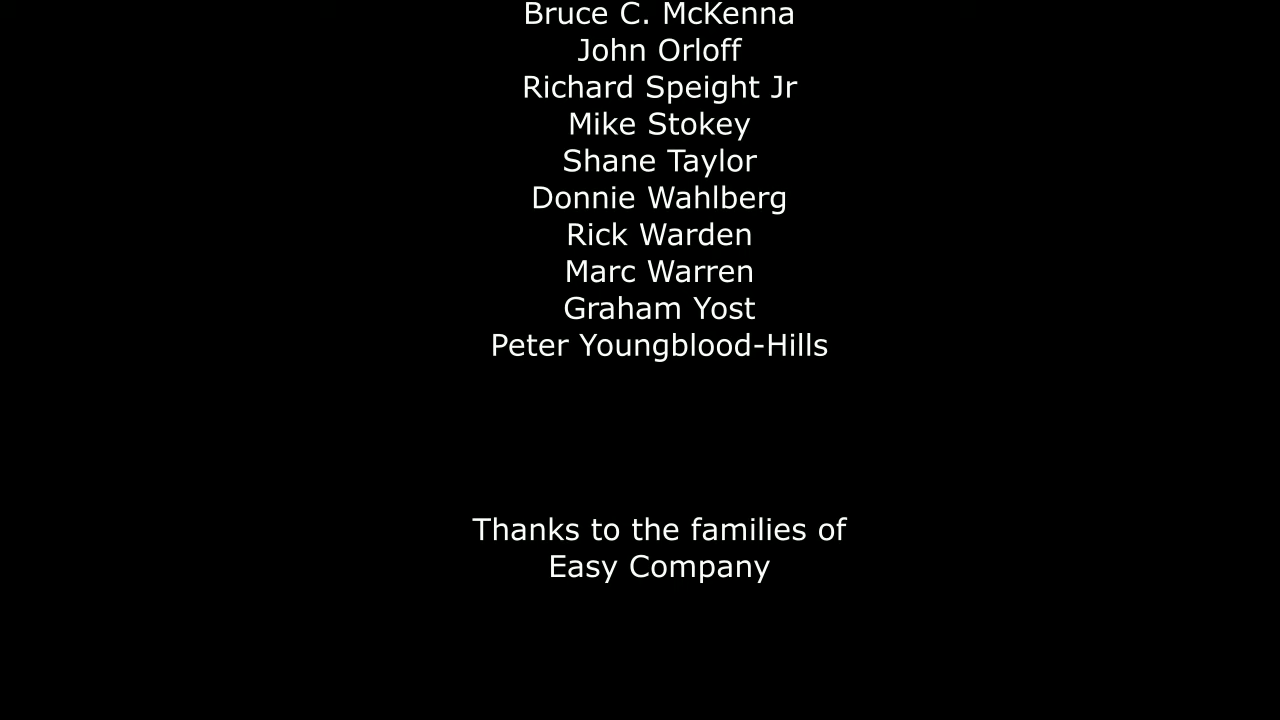 Bruce C. McKenna
John Orloff
Richard Speight Jr
Mike Stokey
Shane Taylor
Donnie Wahlberg
Rick Warden
Marc Warren
Graham Yost
Peter Youngblood-Hills
Thanks to the families of
Easy Company